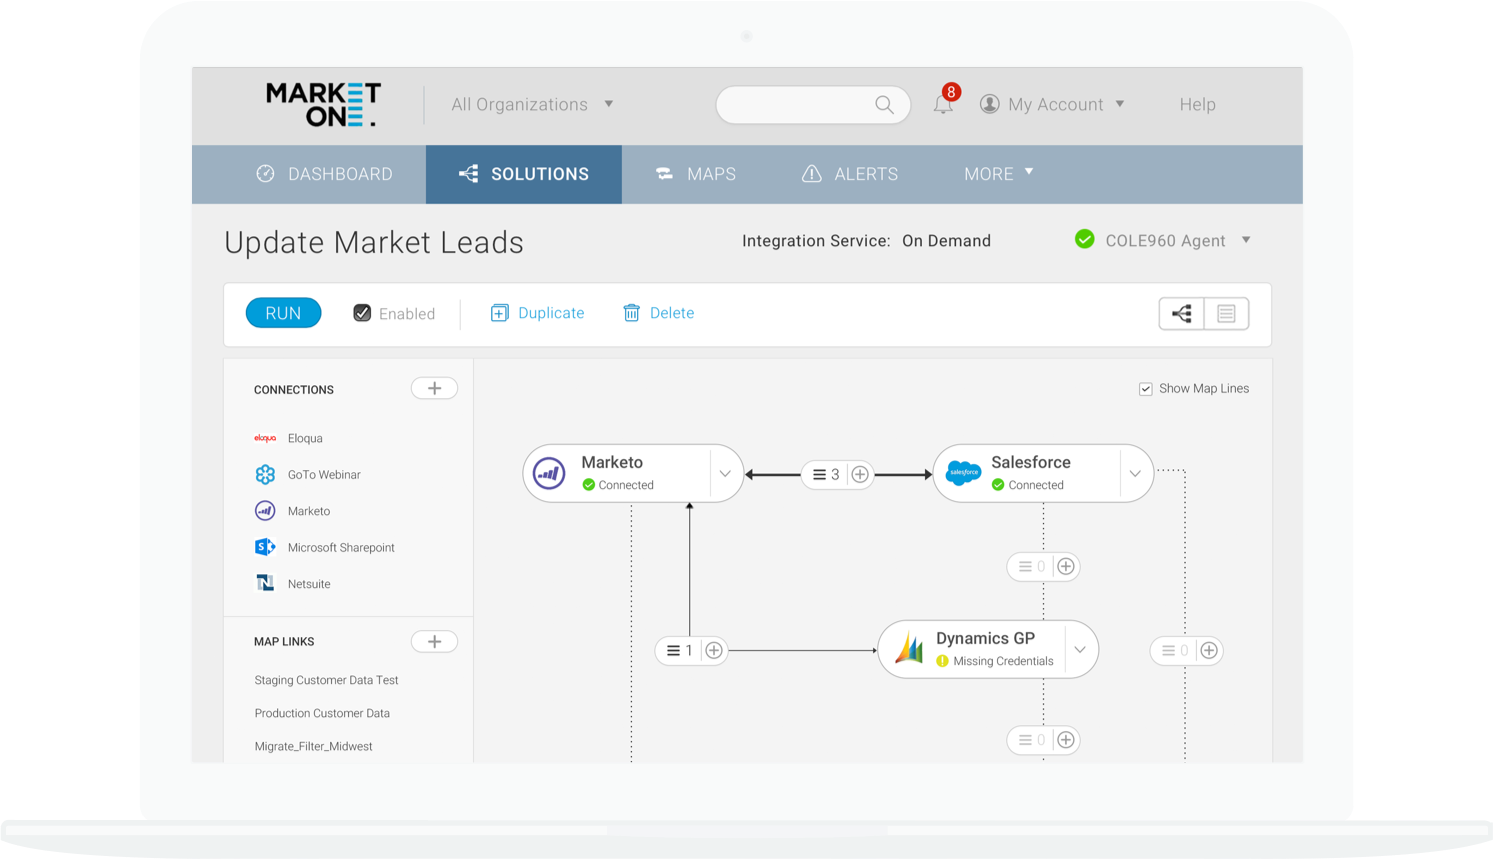 MARKET
ONE.
All Organizations
8
My Account
Help
DASHBOARD
SOLUTIONS
MAPS
ALERTS
MORE
Update Market Leads
Integration Service: On Demand
COLE960 Agent
RUN
Enabled
Duplicate
Delete
CONNECTIONS
Show Map Lines
eloqua Eloqua
GoTo Webinar
Marketo
Microsoft Sharepoint
Netsuite
MAP LINKS
Staging Customer Data Test
Production Customer Data
Migrate_Filter_Midwest
Marketo
Connected
3
salesforce
Salesforce
Connected
0
1
Dynamics GP
Missing Credentials
0
0